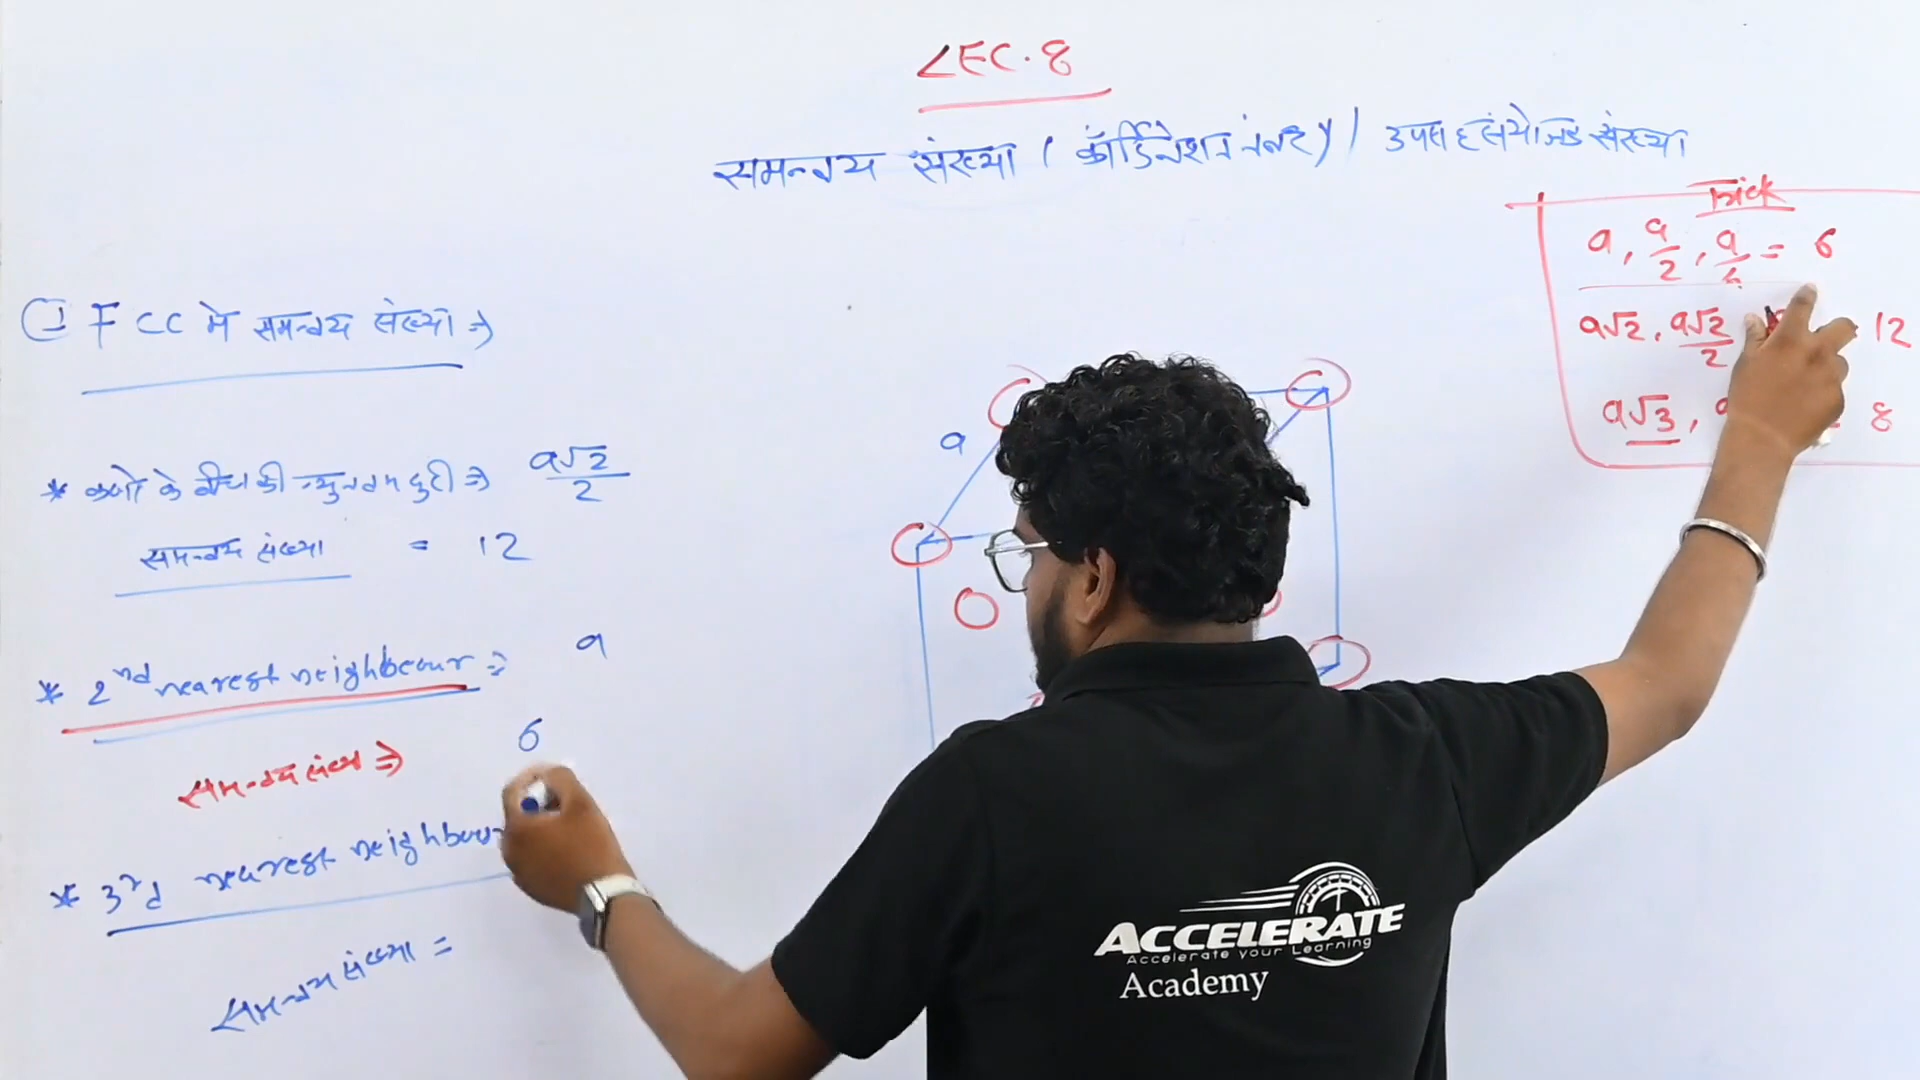 LEC.8
समन्वय संख्या ( कॉर्डिनेशन नंबर ) / उपसहसंयोजक संख्या
Trick
a, a/2, a/4 = 6
a√2, a√2/2 12
a√3, a = 8
① FCC मे समन्वय संख्या ⇒
* कणो के बीच की न्युनतम दुरी ⇒ a√2/2
समन्वय संख्या = 12
a
* 2nd nearest neighbour ⇒ a
समन्वय संख्या ⇒ 6
* 3rd nearest neighbour
समन्वय संख्या =
ACCELERATE
Accelerate your Learning
Academy